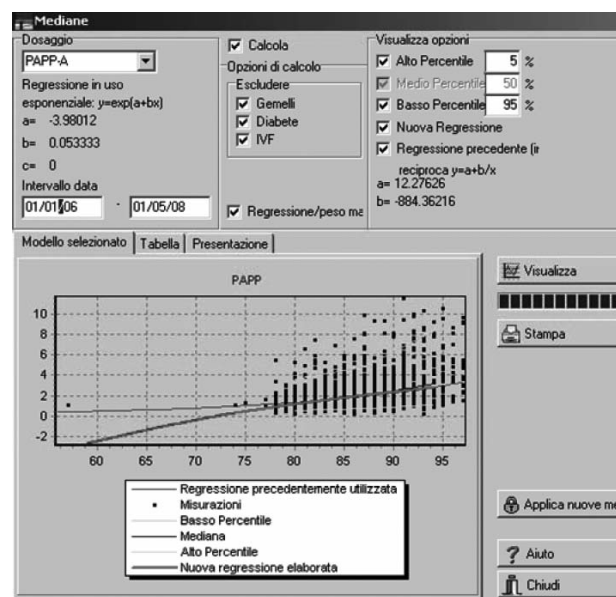 Mediane
Dosaggio
PAPP-A
Regressione in uso
esponenziale: y=exp(a+bx)
a= -3.98012
b= 0.053333
c= 0
Intervallo data
01/01/06 - 01/05/08
Calcola
Opzioni di calcolo
Escludere
Gemelli
Diabete
IVF
Regressione/peso ma
Visualizza opzioni
Alto Percentile 5 %
Medio Percentile 50 %
Basso Percentile 95 %
Nuova Regressione
Regressione precedente (ir
reciproca y=a+b/x
a= 12.27626
b= -884.36216
Modello selezionato Tabella Presentazione
PAPP
10
8
6
4
2
0
-2
60 65 70 75 80 85 90 95
Regressione precedentemente utilizzata
Misurazioni
Basso Percentile
Mediana
Alto Percentile
Nuova regressione elaborata
Visualizza
Stampa
Applica nuove me
Aiuto
Chiudi